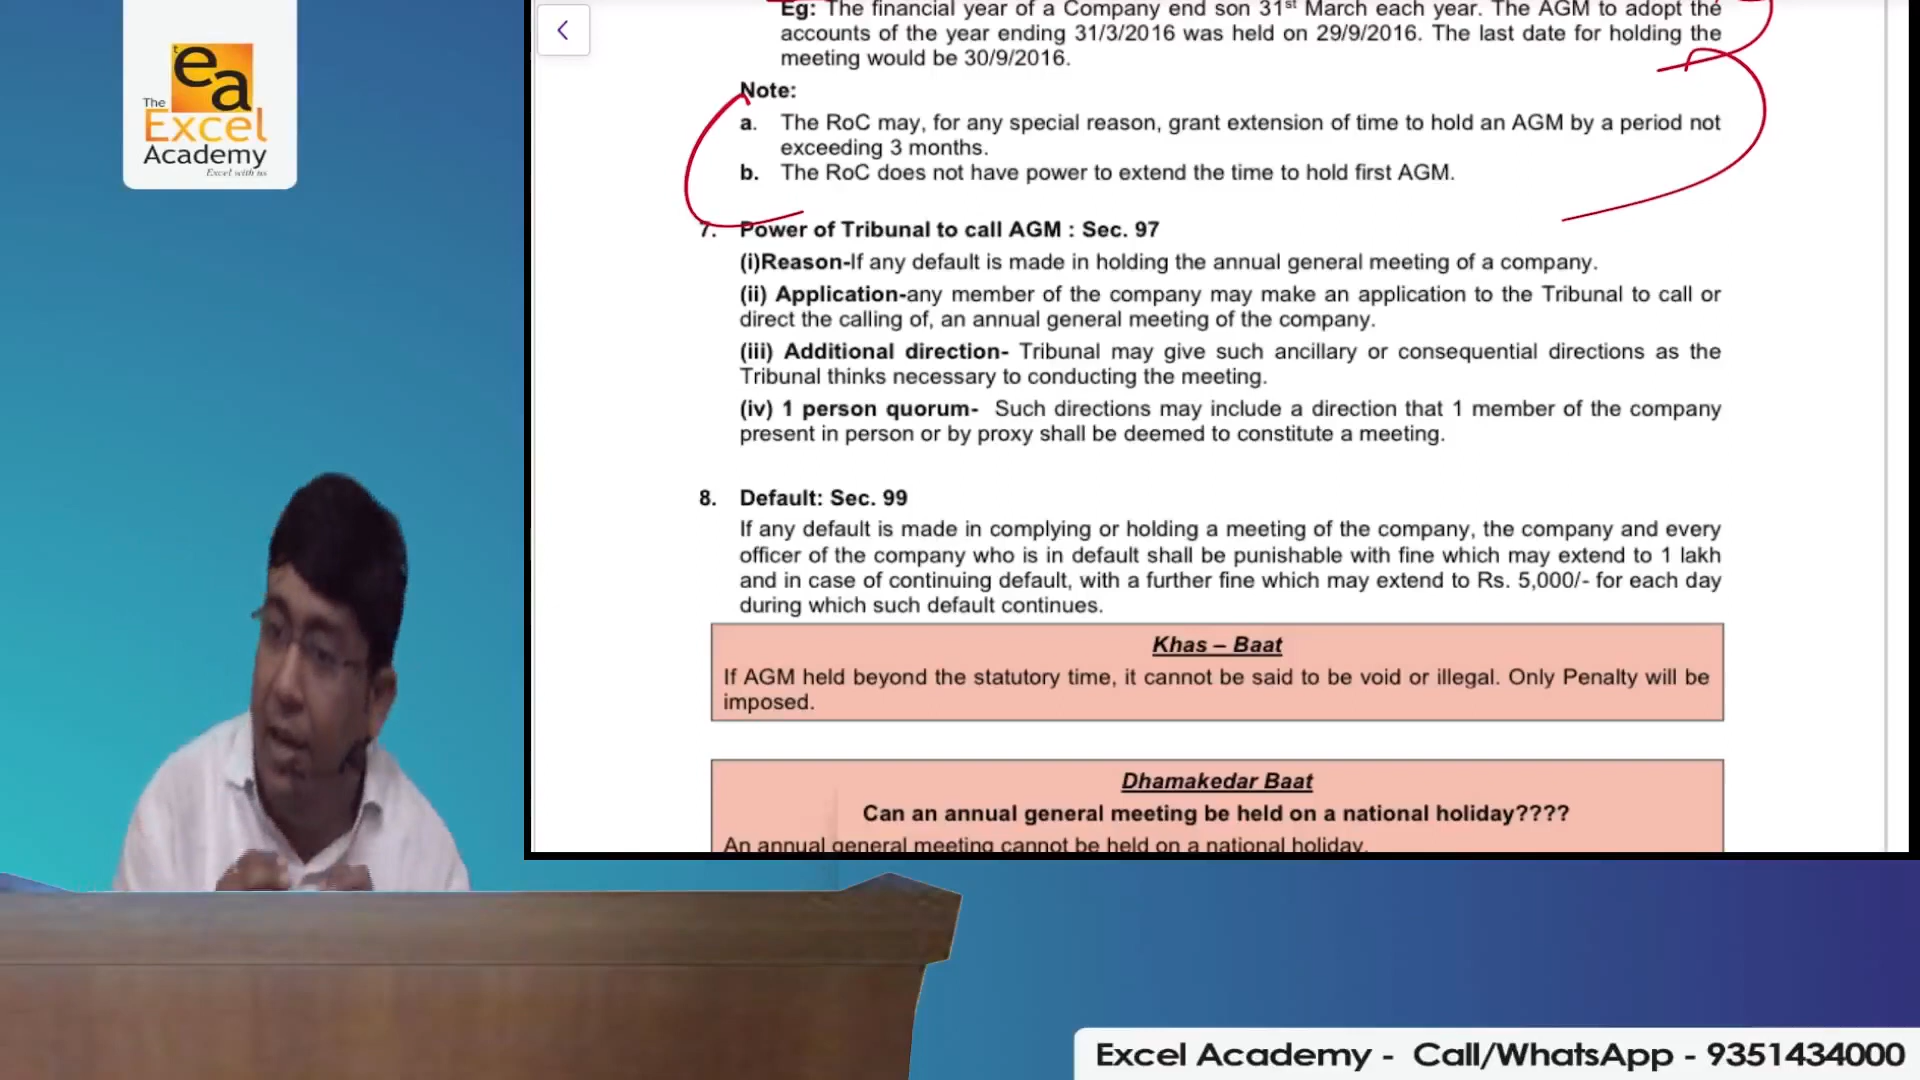 ea
The
Excel
Academy
Excel with us
Eg: The financial year of a Company end son 31st March each year. The AGM to adopt the
accounts of the year ending 31/3/2016 was held on 29/9/2016. The last date for holding the
meeting would be 30/9/2016.
Note:
a. The RoC may, for any special reason, grant extension of time to hold an AGM by a period not
exceeding 3 months.
b. The RoC does not have power to extend the time to hold first AGM.
7. Power of Tribunal to call AGM : Sec. 97
(i)Reason-If any default is made in holding the annual general meeting of a company.
(ii) Application-any member of the company may make an application to the Tribunal to call or
direct the calling of, an annual general meeting of the company.
(iii) Additional direction- Tribunal may give such ancillary or consequential directions as the
Tribunal thinks necessary to conducting the meeting.
(iv) 1 person quorum- Such directions may include a direction that 1 member of the company
present in person or by proxy shall be deemed to constitute a meeting.
8. Default: Sec. 99
If any default is made in complying or holding a meeting of the company, the company and every
officer of the company who is in default shall be punishable with fine which may extend to 1 lakh
and in case of continuing default, with a further fine which may extend to Rs. 5,000/- for each day
during which such default continues.
Khas – Baat
If AGM held beyond the statutory time, it cannot be said to be void or illegal. Only Penalty will be
imposed.
Dhamakedar Baat
Can an annual general meeting be held on a national holiday????
An annual general meeting cannot be held on a national holiday.
Excel Academy - Call/WhatsApp - 9351434000